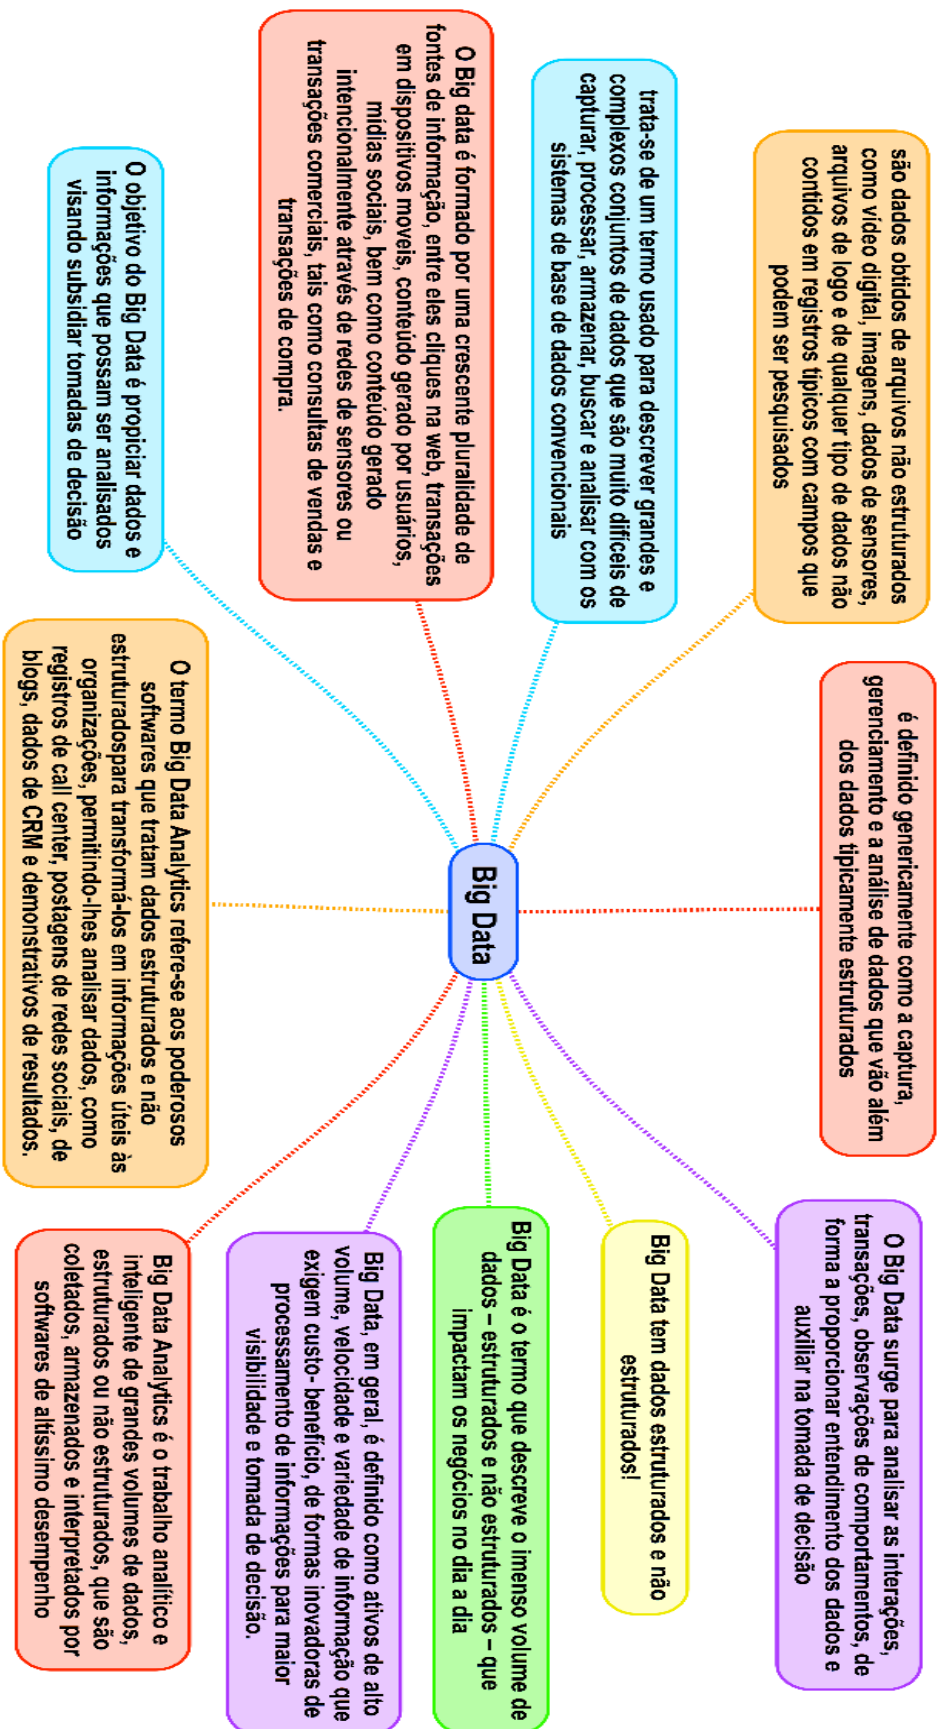 são dados obtidos de arquivos não estruturados
como vídeo digital, imagens, dados de sensores,
arquivos de logo e de qualquer tipo de dados não
contidos em registros típicos com campos que
podem ser pesquisados
é definido genericamente como a captura,
gerenciamento e a análise de dados que vão além
dos dados tipicamente estruturados
O Big Data surge para analisar as interações,
transações, observações de comportamentos, de
forma a proporcionar entendimento dos dados e
auxiliar na tomada de decisão
trata-se de um termo usado para descrever grandes e
complexos conjuntos de dados que são muito difíceis de
capturar, processar, armazenar, buscar e analisar com os
sistemas de base de dados convencionais
Big Data tem dados estruturados e não
estruturados!
O Big data é formado por uma crescente pluralidade de
fontes de informação, entre eles cliques na web, transações
em dispositivos moveis, conteúdo gerado por usuários,
mídias sociais, bem como conteúdo gerado
intencionalmente através de redes de sensores ou
transações comerciais, tais como consultas de vendas e
transações de compra.
Big Data
Big Data é o termo que descreve o imenso volume de
dados – estruturados e não estruturados – que
impactam os negócios no dia a dia
Big Data, em geral, é definido como ativos de alto
volume, velocidade e variedade de informação que
exigem custo- benefício, de formas inovadoras de
processamento de informações para maior
visibilidade e tomada de decisão.
O objetivo do Big Data é propiciar dados e
informações que possam ser analisados
visando subsidiar tomadas de decisão
O termo Big Data Analytics refere-se aos poderosos
softwares que tratam dados estruturados e não
estruturadospara transformá-los em informações úteis às
organizações, permitindo-lhes analisar dados, como
registros de call center, postagens de redes sociais, de
blogs, dados de CRM e demonstrativos de resultados.
Big Data Analytics é o trabalho analítico e
inteligente de grandes volumes de dados,
estruturados ou não estruturados, que são
coletados, armazenados e interpretados por
softwares de altíssimo desempenho